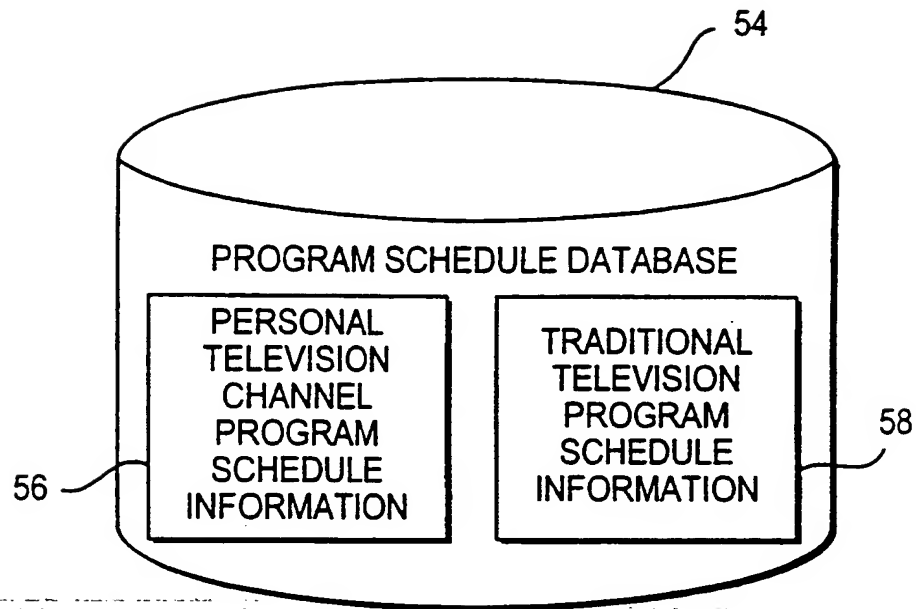 54
PROGRAM SCHEDULE DATABASE
PERSONAL
TELEVISION
CHANNEL
PROGRAM
SCHEDULE
INFORMATION
56
TRADITIONAL
TELEVISION
PROGRAM
SCHEDULE
INFORMATION
58